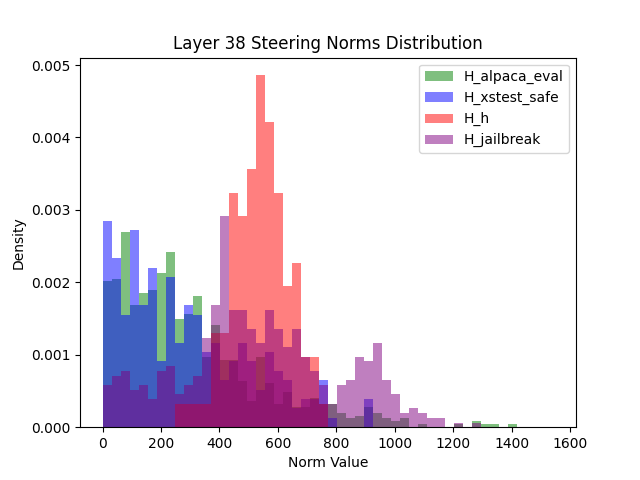 Layer 38 Steering Norms Distribution
H_alpaca_eval
H_xstest_safe
H_h
H_jailbreak
0.005
0.004
0.003
0.002
0.001
0.000
Density
0
200
400
600
800
1000
1200
1400
1600
Norm Value